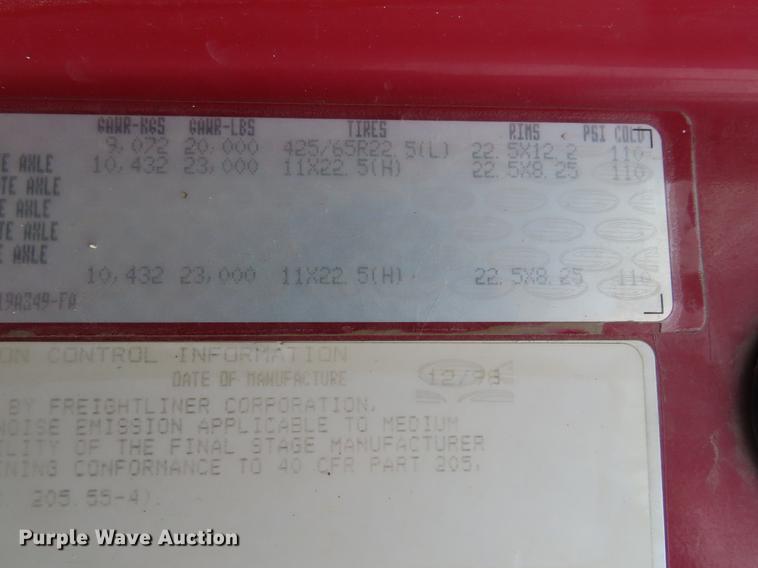 GAWR-KGS GAWR-LBS TIRES RIMS PSI COLD
9,072 20,000 425/65R22.5(L) 22.5X12.2 110
TE AXLE 10,432 23,000 11X22.5(H) 22.5X8.25 110
TE AXLE
E AXLE
TE AXLE
E AXLE
10,432 23,000 11X22.5(H) 22.5X8.25 110
19A349-FA
ON CONTROL INFORMATION
DATE OF MANUFACTURE 12/98
BY FREIGHTLINER CORPORATION,
NOISE EMISSION APPLICABLE TO MEDIUM
LITY OF THE FINAL STAGE MANUFACTURER
INING CONFORMANCE TO 40 CFR PART 205,
205.55-4).
Purple Wave Auction